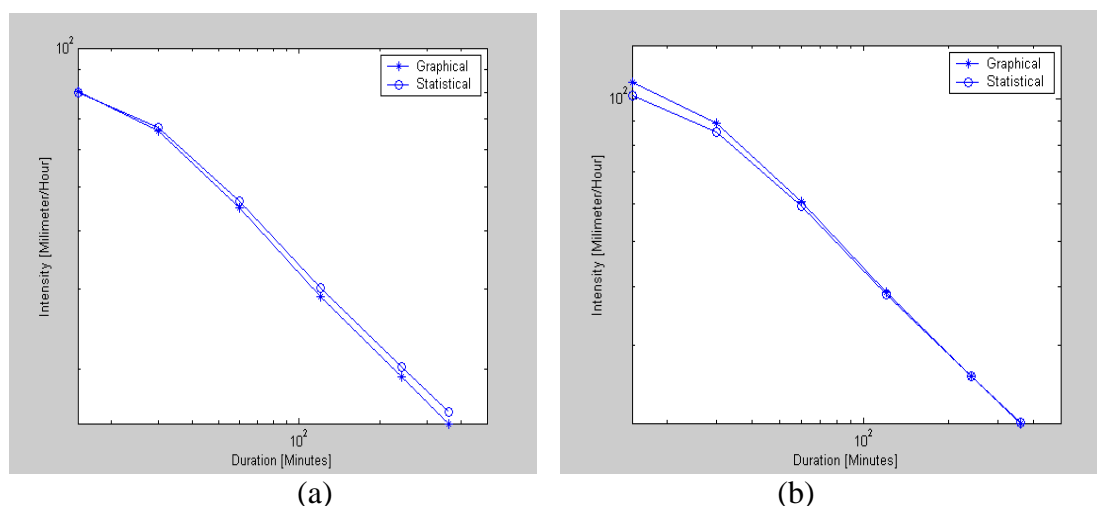 10²
Graphical
Statistical
Intensity [Milimeter/Hour]
10²
Duration [Minutes]
(a)
Graphical
Statistical
10²
Intensity [Milimeter/Hour]
10²
Duration [Minutes]
(b)